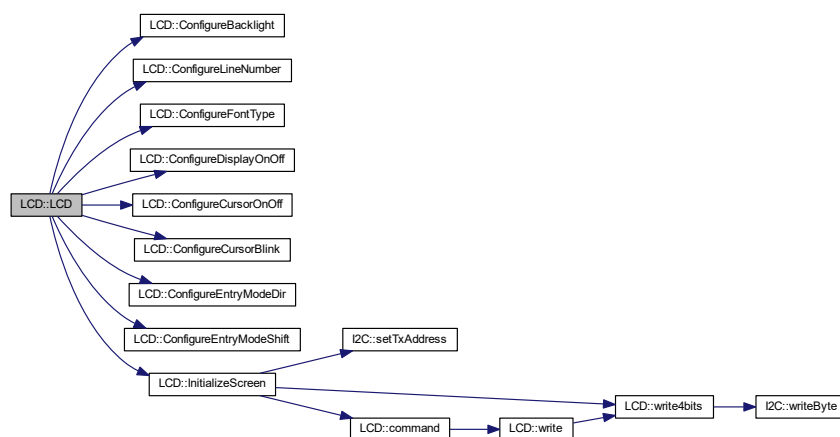 LCD::ConfigureBacklight
LCD::ConfigureLineNumber
LCD::ConfigureFontType
LCD::ConfigureDisplayOnOff
LCD::LCD
LCD::ConfigureCursorOnOff
LCD::ConfigureCursorBlink
LCD::ConfigureEntryModeDir
LCD::ConfigureEntryModeShift
I2C::setTxAddress
LCD::InitializeScreen
LCD::write4bits
I2C::writeByte
LCD::command
LCD::write